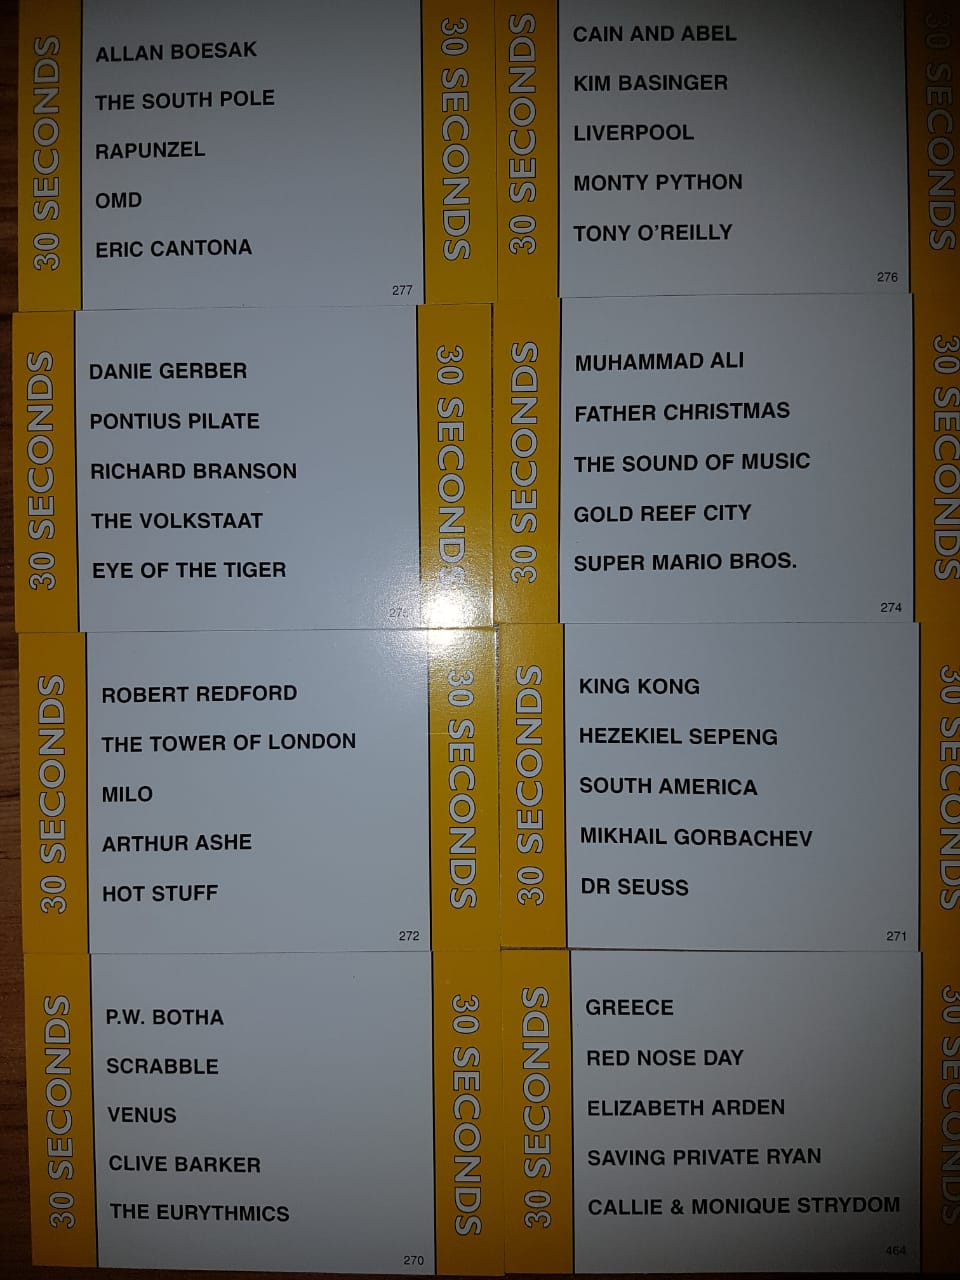 30 SECONDS
ALLAN BOESAK
THE SOUTH POLE
RAPUNZEL
OMD
ERIC CANTONA
277
30 SECONDS
30 SECONDS
CAIN AND ABEL
KIM BASINGER
LIVERPOOL
MONTY PYTHON
TONY O'REILLY
276
30 SECONDS
30 SECONDS
DANIE GERBER
PONTIUS PILATE
RICHARD BRANSON
THE VOLKSTAAT
EYE OF THE TIGER
275
30 SECONDS
30 SECONDS
MUHAMMAD ALI
FATHER CHRISTMAS
THE SOUND OF MUSIC
GOLD REEF CITY
SUPER MARIO BROS.
274
30 SECONDS
30 SECONDS
ROBERT REDFORD
THE TOWER OF LONDON
MILO
ARTHUR ASHE
HOT STUFF
272
30 SECONDS
30 SECONDS
KING KONG
HEZEKIEL SEPENG
SOUTH AMERICA
MIKHAIL GORBACHEV
DR SEUSS
271
30 SECONDS
30 SECONDS
P.W. BOTHA
SCRABBLE
VENUS
CLIVE BARKER
THE EURYTHMICS
270
30 SECONDS
30 SECONDS
GREECE
RED NOSE DAY
ELIZABETH ARDEN
SAVING PRIVATE RYAN
CALLIE & MONIQUE STRYDOM
464
30 SECONDS